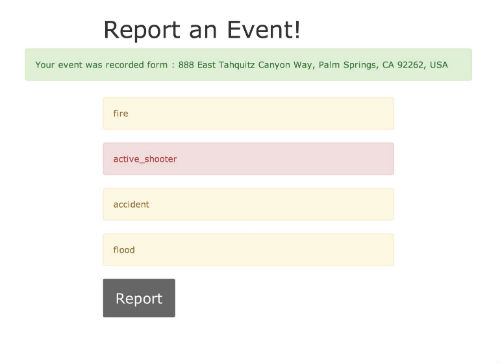 Report an Event!
Your event was recorded form : 888 East Tahquitz Canyon Way, Palm Springs, CA 92262, USA
fire
active_shooter
accident
flood
Report